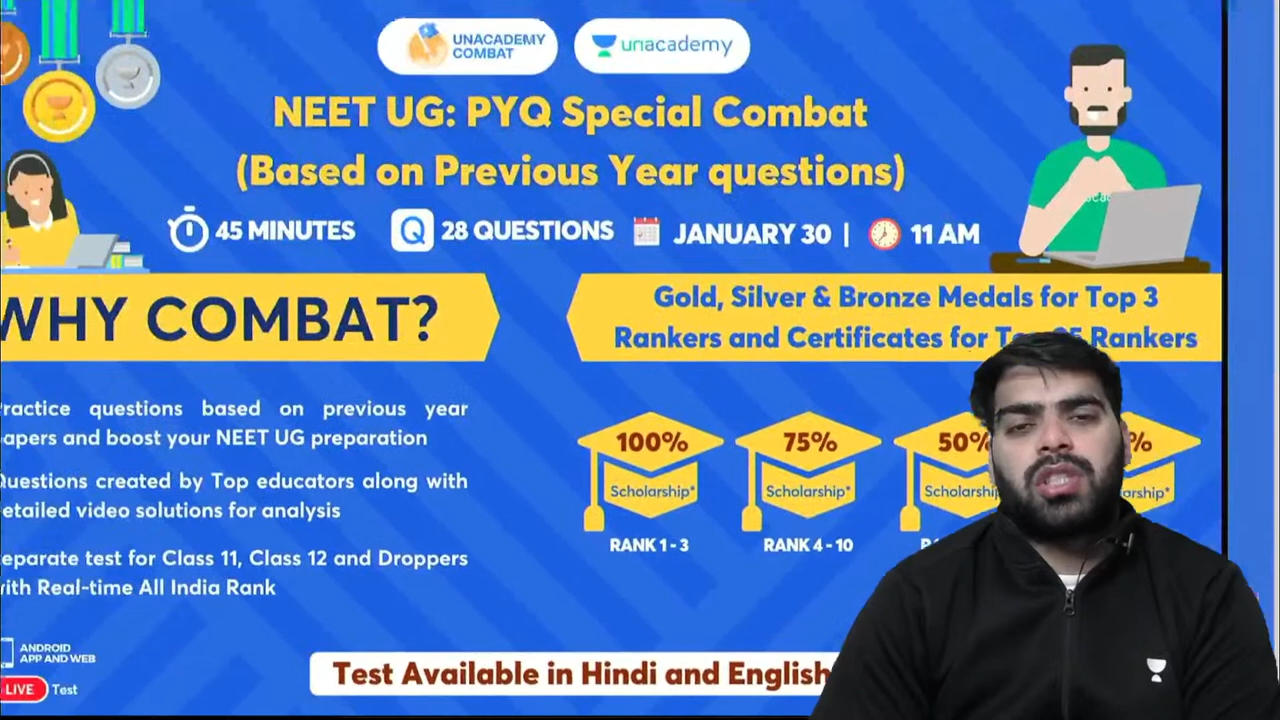 UNACADEMY
COMBAT
unacademy
NEET UG: PYQ Special Combat
(Based on Previous Year questions)
45 MINUTES
Q 28 QUESTIONS
JANUARY 30 | 11 AM
WHY COMBAT?
Gold, Silver & Bronze Medals for Top 3
Rankers and Certificates for Rankers
ractice questions based on previous year
apers and boost your NEET UG preparation
uestions created by Top educators along with
etailed video solutions for analysis
eparate test for Class 11, Class 12 and Droppers
ith Real-time All India Rank
100%
Scholarship*
RANK 1 - 3
75%
Scholarship*
RANK 4 - 10
50%
ANDROID
APP AND WEB
LIVE Test
Test Available in Hindi and English